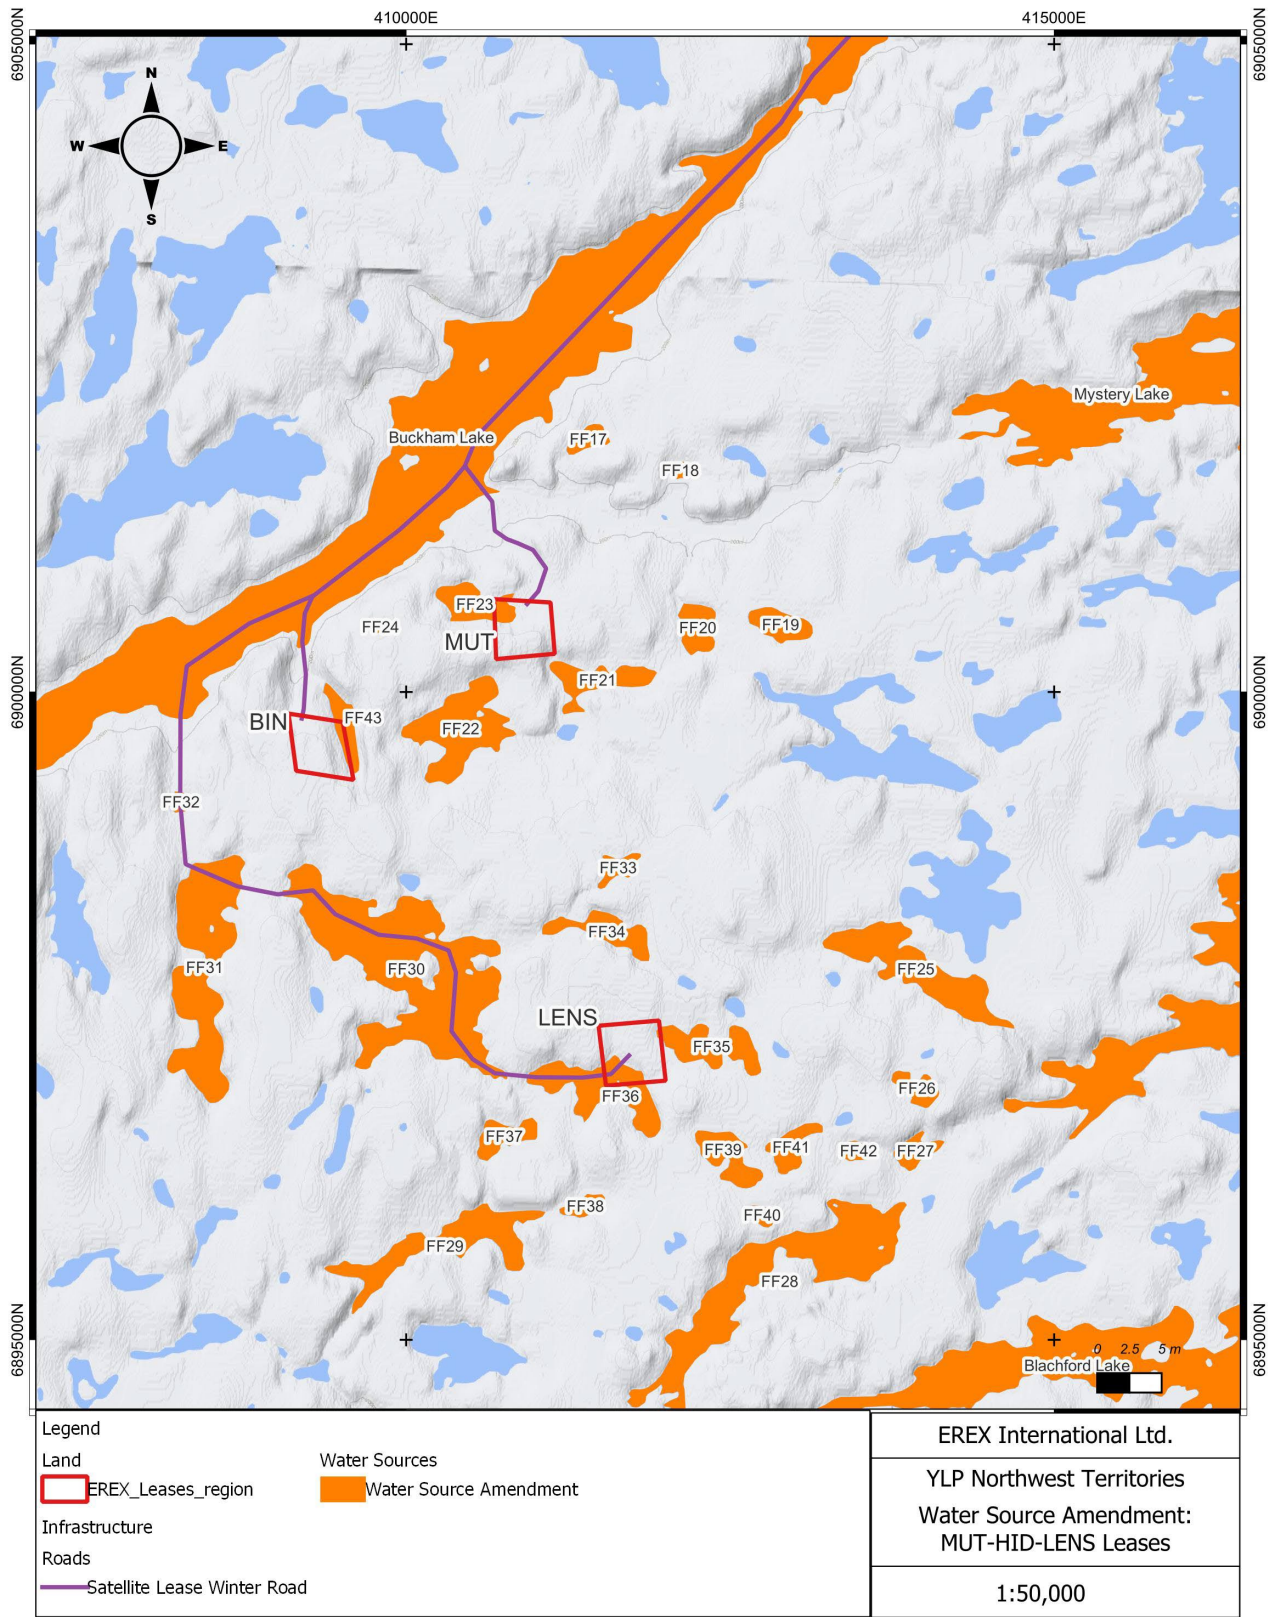 410000E
415000E
6905000N
6905000N
N
W
E
S
Mystery Lake
Buckham Lake
FF17
FF18
FF23
FF24
MUT
FF20
FF19
FF21
6900000N
6900000N
BIN
FF43
FF22
FF32
FF33
FF34
FF31
FF30
FF25
LENS
FF35
FF36
FF26
FF37
FF39
FF41
FF42
FF27
FF38
FF40
FF29
FF28
6895000N
6895000N
0 2.5 5 m
Blachford Lake
Legend
Land
EREX_Leases_region
Infrastructure
Roads
Satellite Lease Winter Road
Water Sources
Water Source Amendment
EREX International Ltd.
YLP Northwest Territories
Water Source Amendment:
MUT-HID-LENS Leases
1:50,000